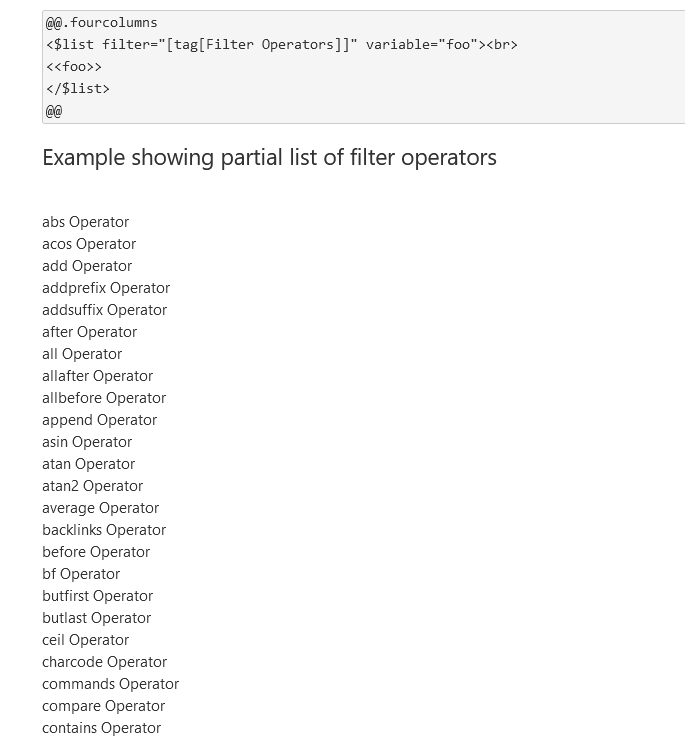 @@.fourcolumns
<$list filter="[tag[Filter Operators]]" variable="foo"><br>
<<foo>>
</$list>
@@
Example showing partial list of filter operators
abs Operator
acos Operator
add Operator
addprefix Operator
addsuffix Operator
after Operator
all Operator
allafter Operator
allbefore Operator
append Operator
asin Operator
atan Operator
atan2 Operator
average Operator
backlinks Operator
before Operator
bf Operator
butfirst Operator
butlast Operator
ceil Operator
charcode Operator
commands Operator
compare Operator
contains Operator